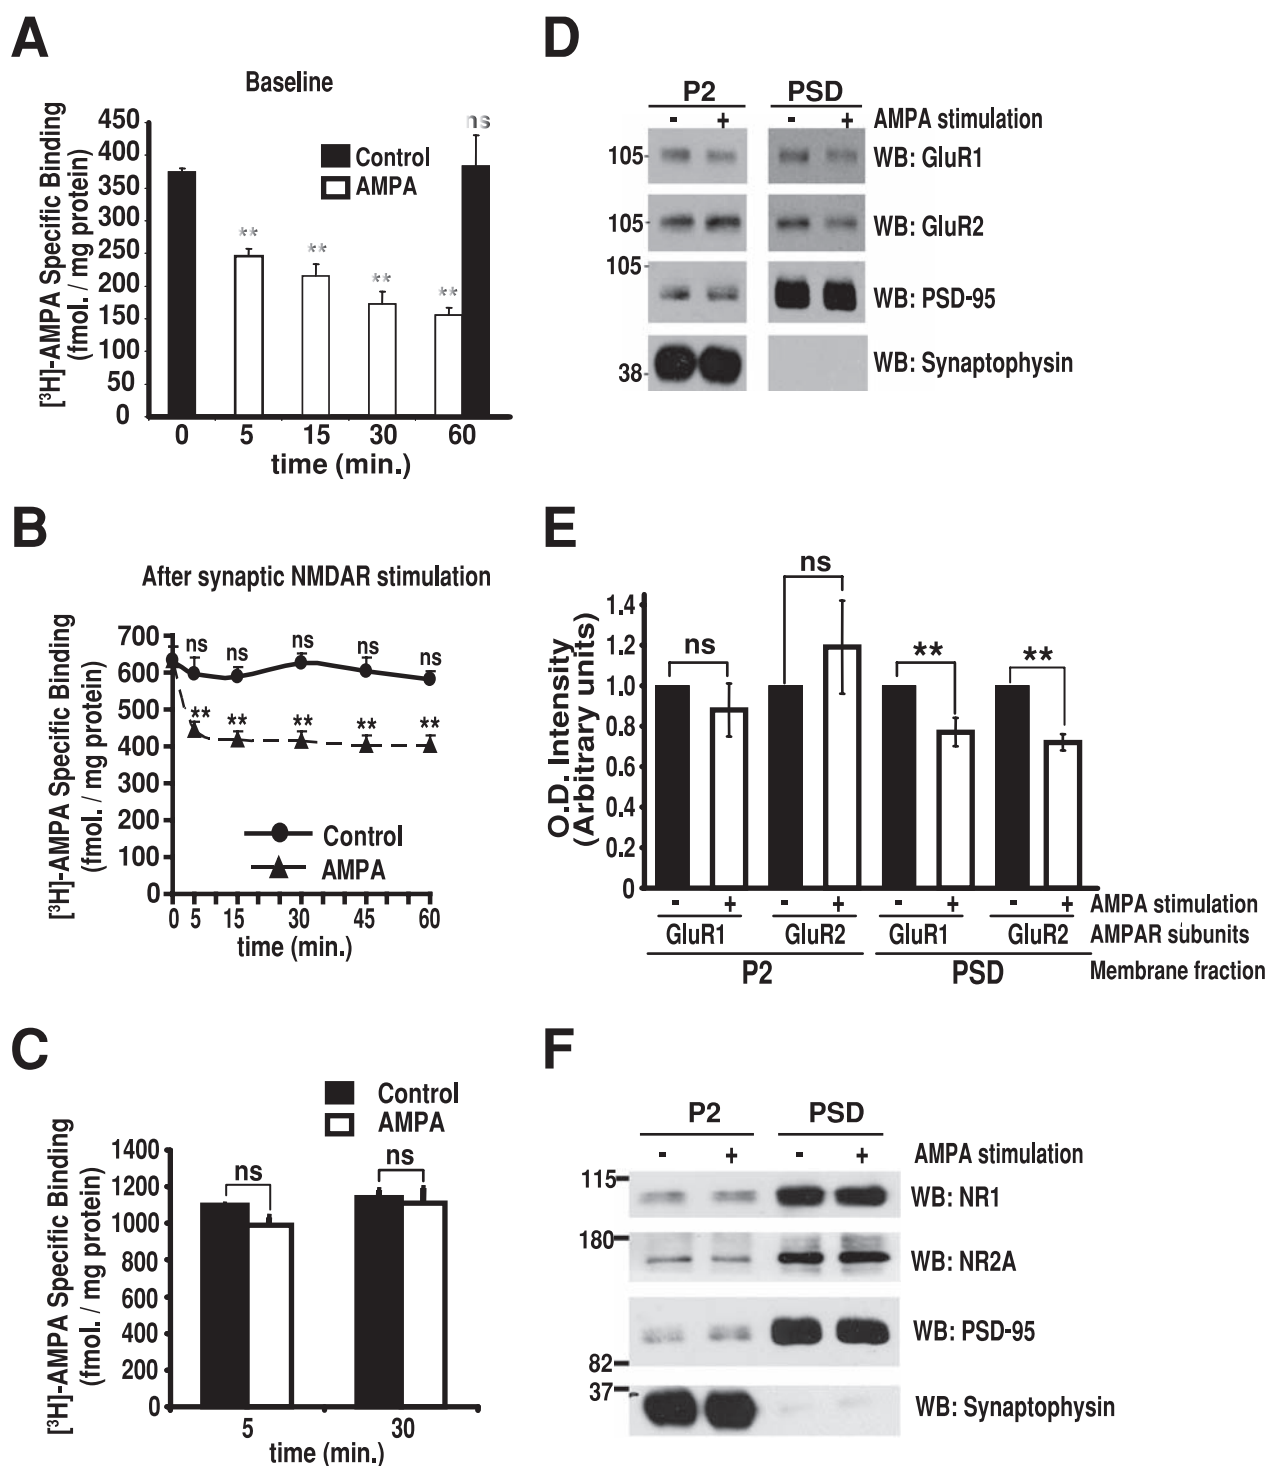 A
Baseline
[³H]-AMPA Specific Binding
(fmol. / mg protein)
450
400
350
300
250
200
150
100
50
0
Control
AMPA
**
**
**
**
ns
0 5 15 30 60
time (min.)
B
After synaptic NMDAR stimulation
[³H]-AMPA Specific Binding
(fmol. / mg protein)
700
600
500
400
300
200
100
0
ns ns ns ns ns
** ** ** ** **
Control
AMPA
0 5 15 30 45 60
time (min.)
C
Control
AMPA
[³H]-AMPA Specific Binding
(fmol. / mg protein)
1400
1200
1000
800
600
400
200
0
ns ns
5 30
time (min.)
D
P2 PSD
- + - + AMPA stimulation
105- WB: GluR1
105- WB: GluR2
105
WB: PSD-95
38- WB: Synaptophysin
E
O.D. Intensity
(Arbitrary units)
1.4
1.2
1.0
0.8
0.6
0.4
0.2
0
ns ns ** **
- + - + - + - + AMPA stimulation
GluR1 GluR2 GluR1 GluR2 AMPAR subunits
P2 PSD Membrane fraction
F
P2 PSD
- + - + AMPA stimulation
115
WB: NR1
180
WB: NR2A
WB: PSD-95
82
37
WB: Synaptophysin